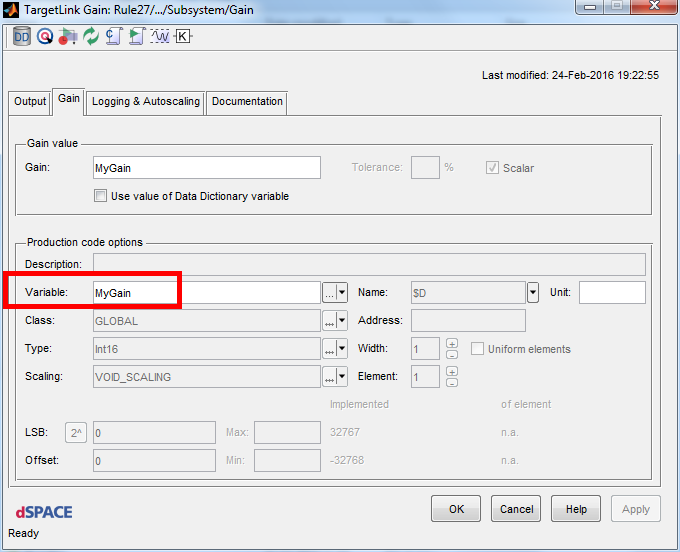 TargetLink Gain: Rule27/.../Subsystem/Gain
DD
Last modified: 24-Feb-2016 19:22:55
Output Gain Logging & Autoscaling Documentation
Gain value
Gain: MyGain Tolerance: % Scalar
Use value of Data Dictionary variable
Production code options
Description:
Variable: MyGain ... Name: $D Unit:
Class: GLOBAL ... Address:
Type: Int16 ... Width: 1 + - Uniform elements
Scaling: VOID_SCALING ... Element: 1 + -
Implemented of element
LSB: 2^ 0 Max: 32767 n.a.
Offset: 0 Min: -32768 n.a.
dSPACE OK Cancel Help Apply
Ready